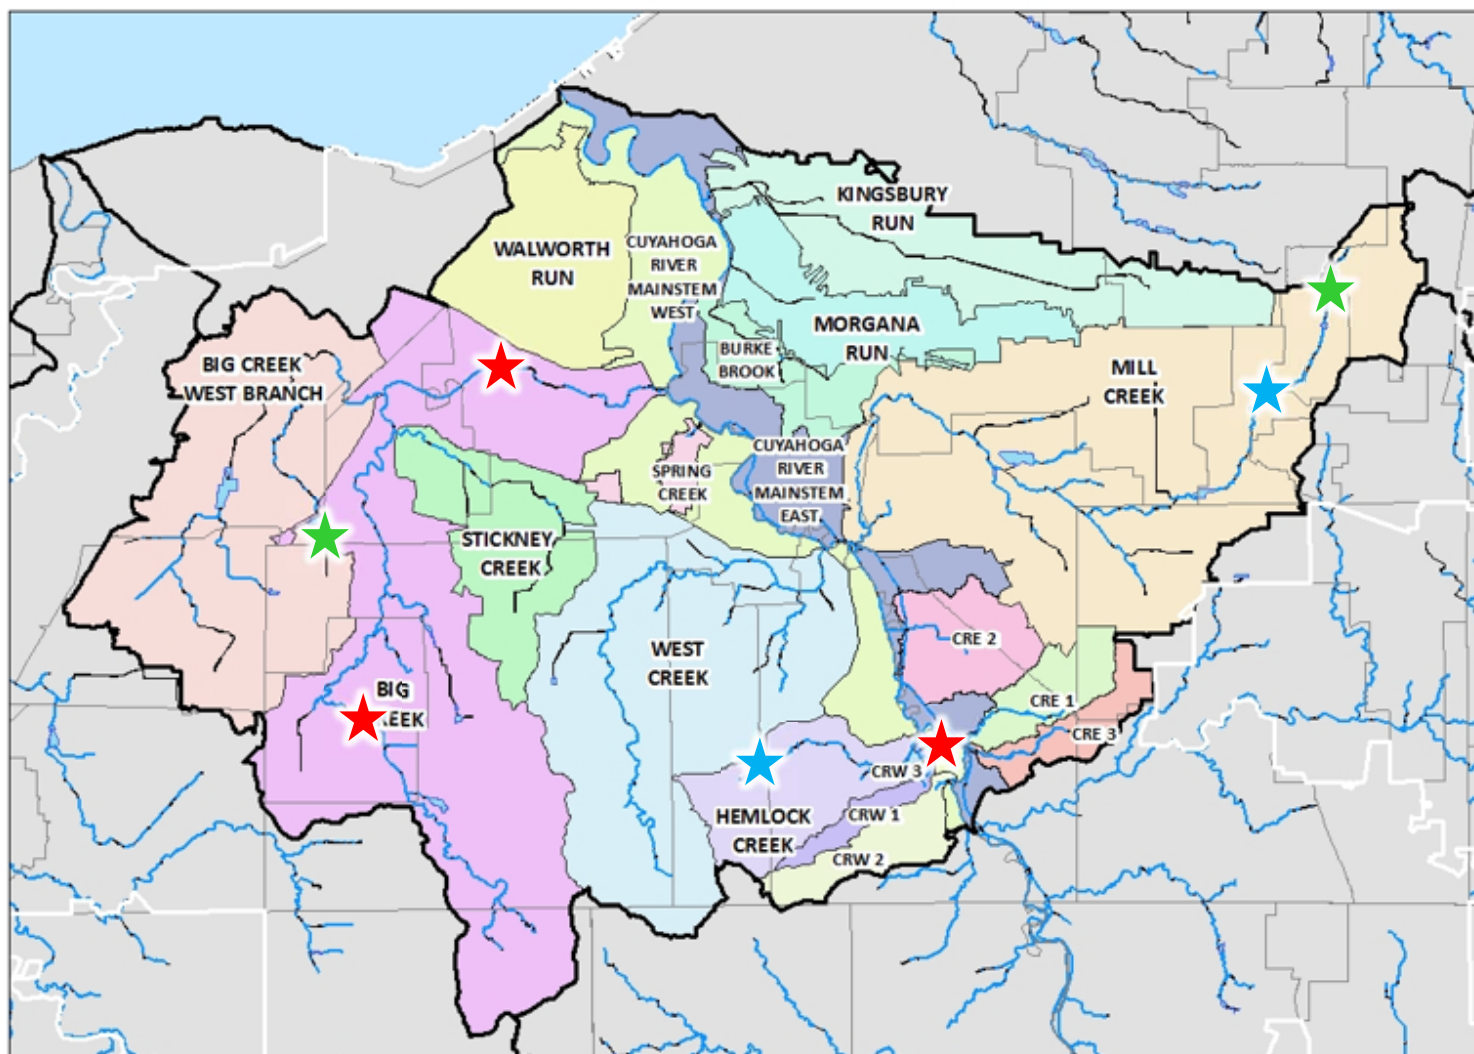 KINGSBURY
RUN
WALWORTH
RUN
CUYAHOGA
RIVER
MAINSTEM
WEST
MORGANA
RUN
BURKE
BROOK
BIG CREEK
WEST BRANCH
MILL
CREEK
SPRING
CREEK
CUYAHOGA
RIVER
MAINSTEM
EAST
STICKNEY
CREEK
CRE 2
WEST
CREEK
BIG
EEK
CRE 1
CRE 3
CRW 3
HEMLOCK
CREEK
CRW 1
CRW 2